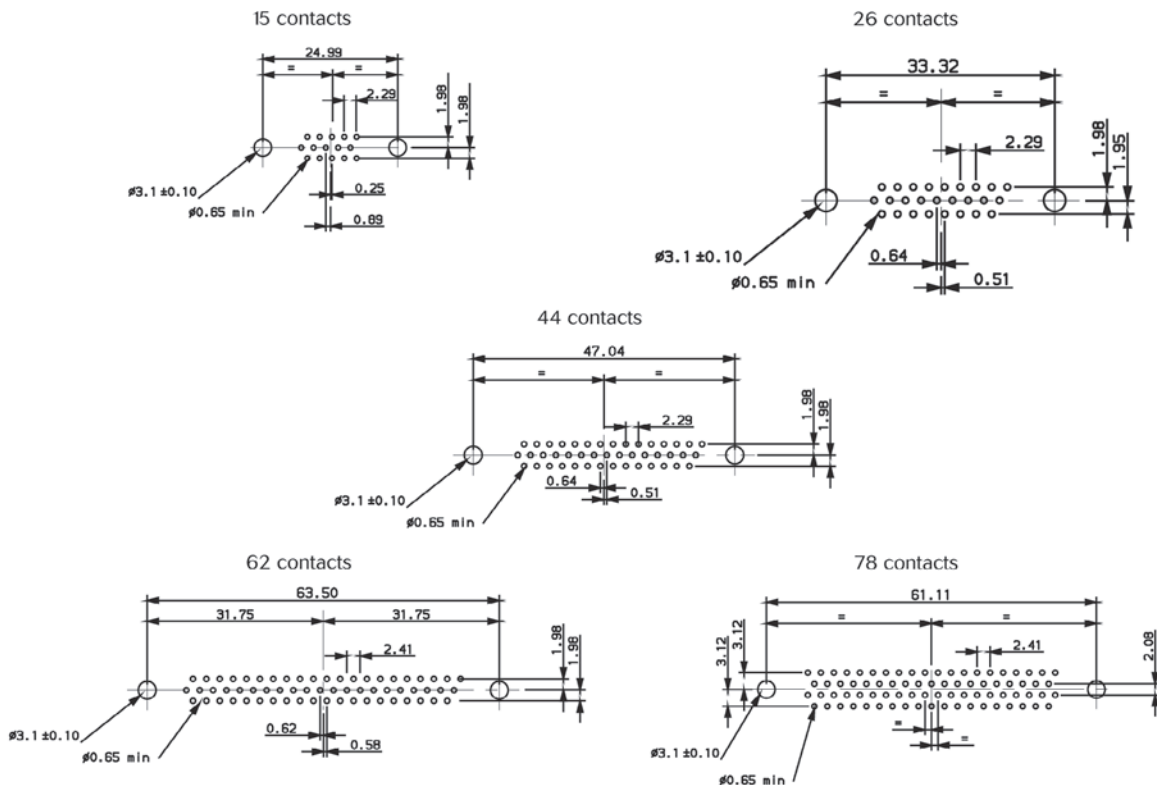 15 contacts
24.99
= =
2.29
1.98
1.98
ø3.1 ±0.10
ø0.65 min
0.25
0.89
26 contacts
33.32
= =
2.29
1.98
1.95
ø3.1 ±0.10
ø0.65 min
0.64
0.51
44 contacts
47.04
= =
2.29
1.98
1.98
ø3.1 ±0.10
ø0.65 min
0.64
0.51
62 contacts
63.50
31.75 31.75
2.41
1.98
1.98
ø3.1 ±0.10
ø0.65 min
0.62
0.58
78 contacts
61.11
= =
3.12
3.12
2.41
2.08
ø3.1 ±0.10
ø0.65 min
=
=